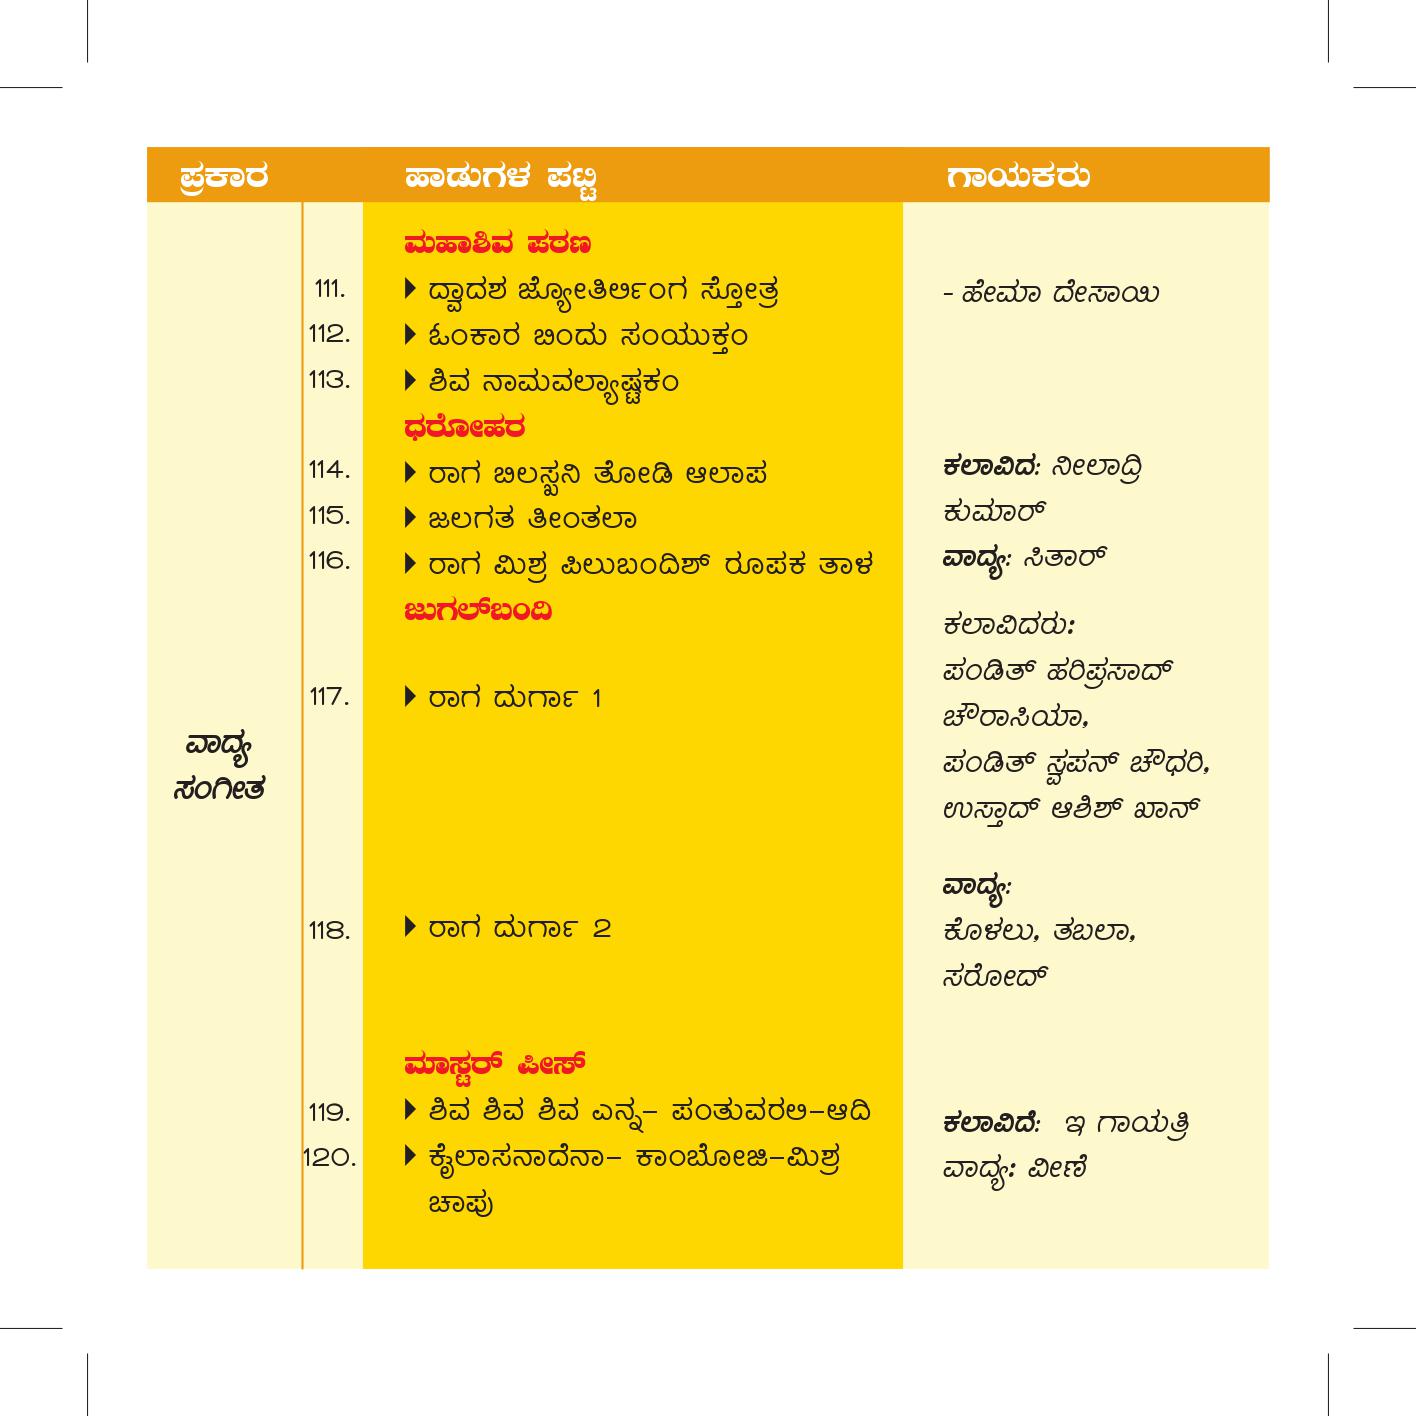 ಪ್ರಕಾರ ಹಾಡುಗಳ ಪಟ್ಟಿ ಗಾಯಕರು
ಮಹಾಶಿವ ಪಠಣ
111. ದ್ವಾದಶ ಜ್ಯೋತಿರ್ಲಿಂಗ ಸ್ತೋತ್ರ - ಹೇಮಾ ದೇಸಾಯಿ
112. ಓಂಕಾರ ಬಿಂದು ಸಂಯುಕ್ತಂ
113. ಶಿವ ನಾಮವಲ್ಯಾಷ್ಟಕಂ
ಧರೋಹರ
114. ರಾಗ ಬಿಲಸ್ಖನಿ ತೋಡಿ ಆಲಾಪ ಕಲಾವಿದ: ನೀಲಾದ್ರಿ
115. ಜಲಗತ ತೀಂತಲಾ ಕುಮಾರ್
116. ರಾಗ ಮಿಶ್ರ ಪಿಲುಬಂದಿಶ್ ರೂಪಕ ತಾಳ ವಾದ್ಯ: ಸಿತಾರ್
ಜುಗಲ್‌ಬಂದಿ ಕಲಾವಿದರು:
ಪಂಡಿತ್ ಹರಿಪ್ರಸಾದ್
117. ರಾಗ ದುರ್ಗಾ 1 ಚೌರಾಸಿಯಾ,
ವಾದ್ಯ ಪಂಡಿತ್ ಸ್ವಪನ್ ಚೌಧರಿ,
ಸಂಗೀತ ಉಸ್ತಾದ್ ಆಶಿಶ್ ಖಾನ್
ವಾದ್ಯ:
118. ರಾಗ ದುರ್ಗಾ 2 ಕೊಳಲು, ತಬಲಾ,
ಸರೋದ್
ಮಾಸ್ಟರ್ ಪೀಸ್
119. ಶಿವ ಶಿವ ಶಿವ ಎನ್ನ- ಪಂತುವರಲಿ-ಆದಿ ಕಲಾವಿದೆ: ಇ ಗಾಯತ್ರಿ
120. ಕೈಲಾಸನಾದೆನಾ- ಕಾಂಬೋಜಿ-ಮಿಶ್ರ ವಾದ್ಯ: ವೀಣೆ
ಚಾಪು